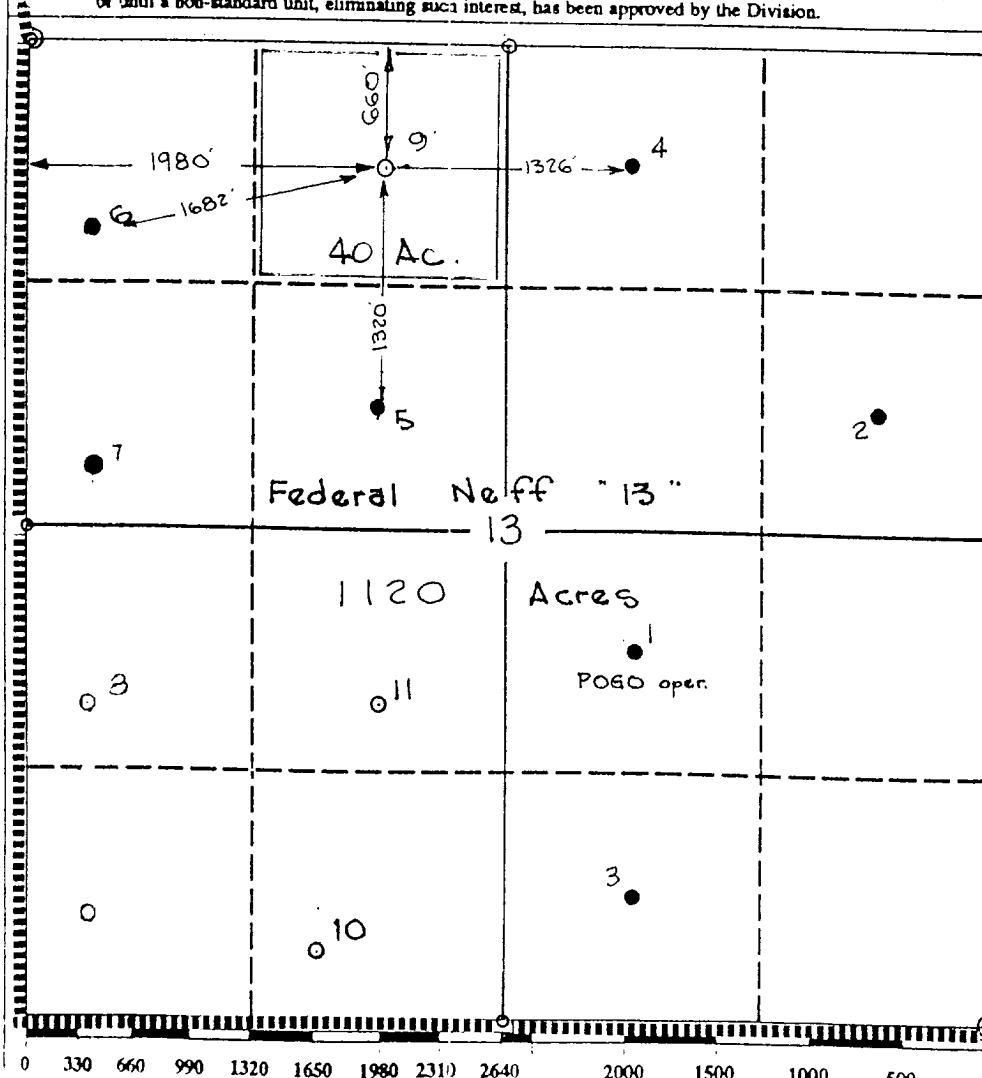 or until a non-standard unit, eliminating such interest, has been approved by the Division.
660'
9
4
1980'
1326'
1682'
6
40 Ac.
1320'
5
2
7
Federal Neff "13"
13
1120 Acres
1
POGO oper.
8
11
3
10
0 330 660 990 1320 1650 1980 2310 2640 2000 1500 1000 500